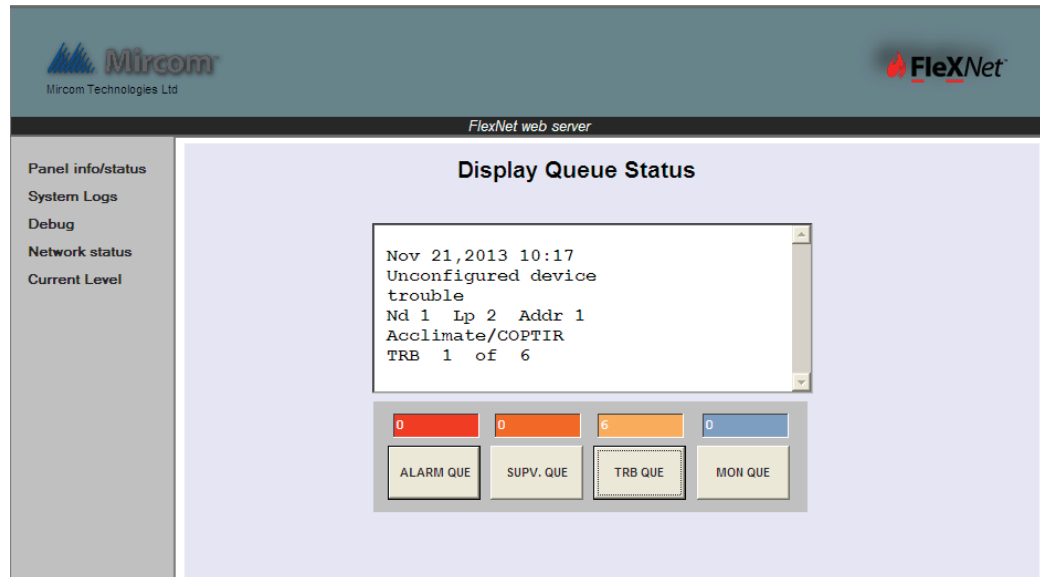 Mircom
Mircom Technologies Ltd
FleXNet™
FlexNet web server
Panel info/status
System Logs
Debug
Network status
Current Level
Display Queue Status
Nov 21,2013 10:17
Unconfigured device
trouble
Nd 1 Lp 2 Addr 1
Acclimate/COPTIR
TRB 1 of 6
0 0 6 0
ALARM QUE SUPV. QUE TRB QUE MON QUE